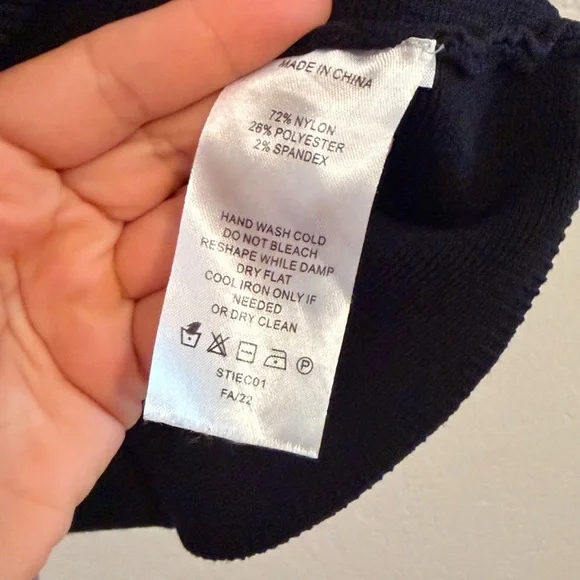 MADE IN CHINA
72% NYLON
26% POLYESTER
2% SPANDEX
HAND WASH COLD
DO NOT BLEACH
RESHAPE WHILE DAMP
DRY FLAT
COOL IRON ONLY IF
NEEDED
OR DRY CLEAN
P
STIEC01
FA/22